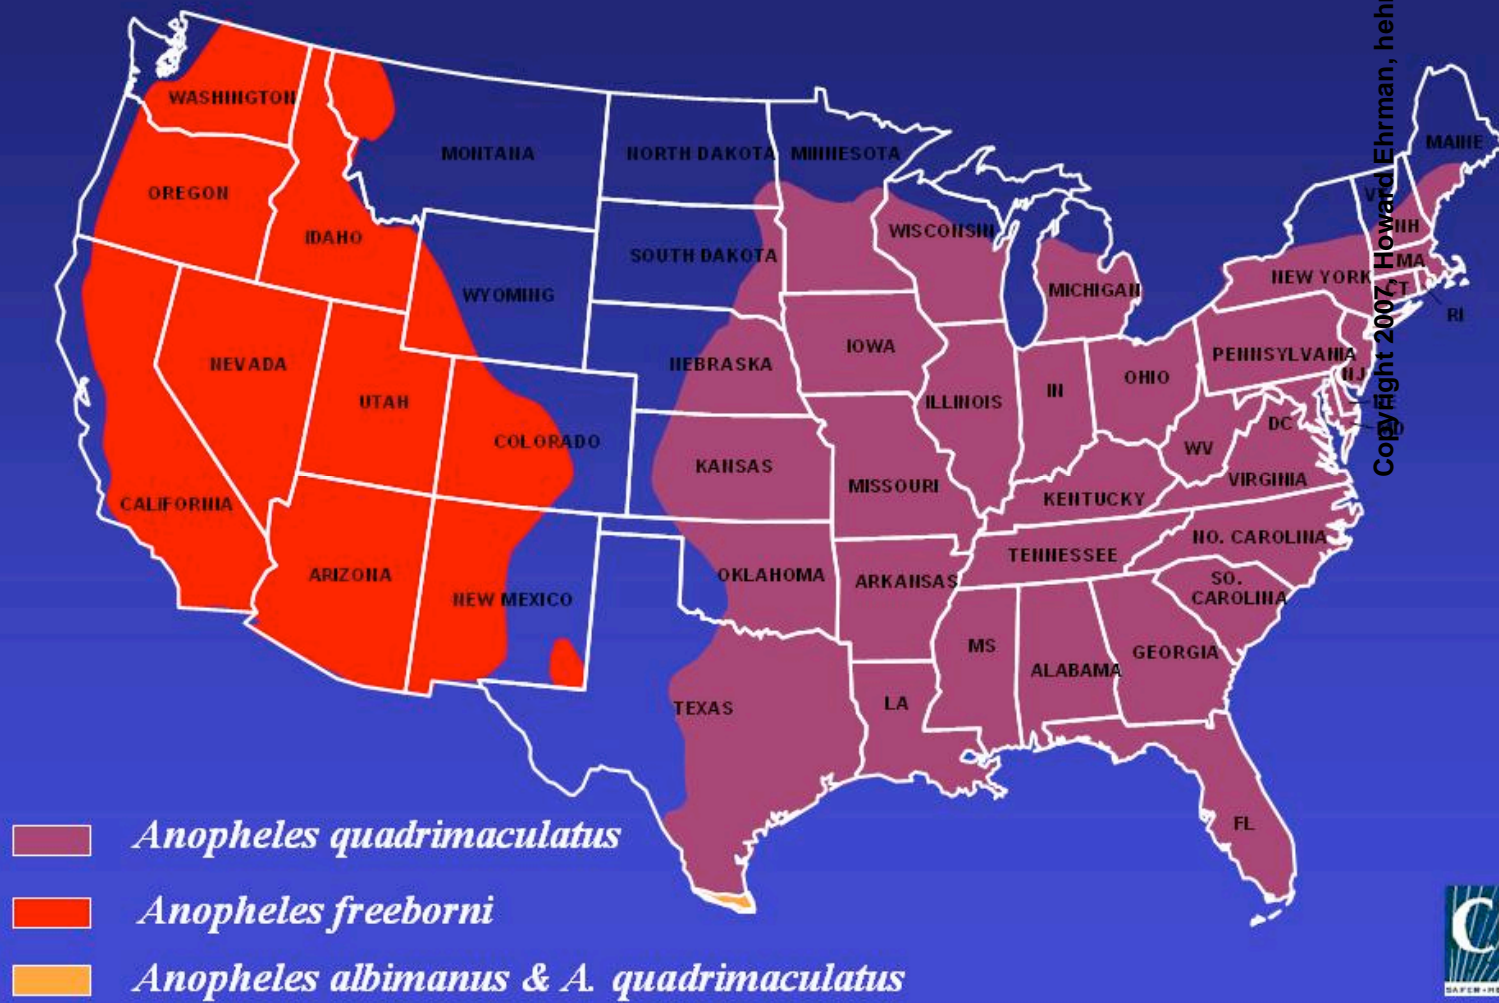 WASHINGTON
MONTANA
NORTH DAKOTA
MINNESOTA
MAINE
OREGON
IDAHO
WISCONSIN
NH
SOUTH DAKOTA
WYOMING
MICHIGAN
NEW YORK
MA
CT
RI
NEVADA
UTAH
NEBRASKA
IOWA
PENNSYLVANIA
NJ
ILLINOIS
IN
OHIO
COLORADO
KANSAS
MISSOURI
WV
DC
VIRGINIA
KENTUCKY
CALIFORNIA
ARIZONA
NEW MEXICO
OKLAHOMA
ARKANSAS
TENNESSEE
NO. CAROLINA
SO.
CAROLINA
TEXAS
LA
MS
ALABAMA
GEORGIA
FL
Anopheles quadrimaculatus
Anopheles freeborni
Anopheles albimanus & A. quadrimaculatus
Copyright 2007, Howard Ehrman,